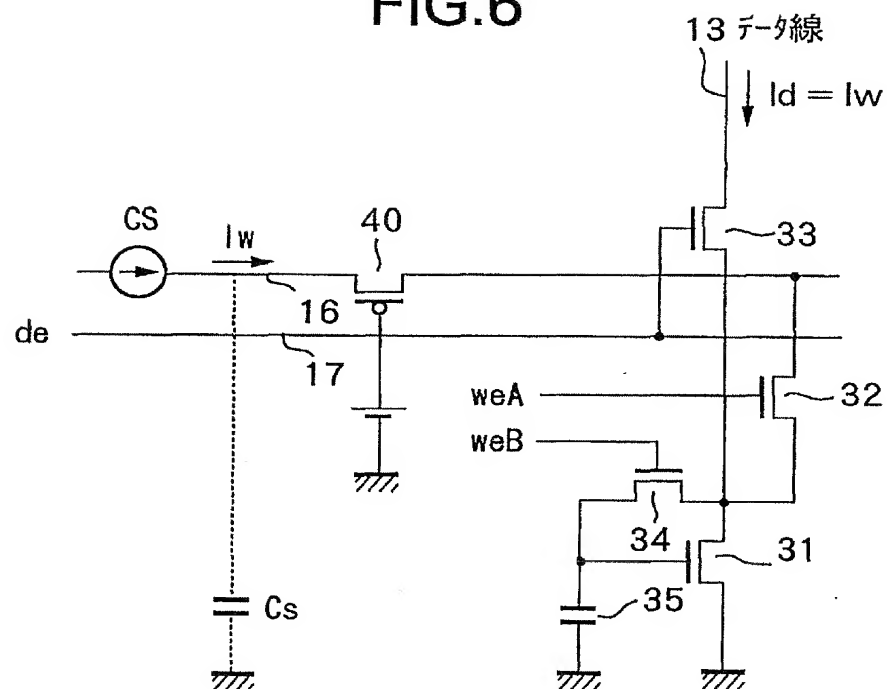 FIG.6
13 データ線
Id = Iw
CS
Iw
40
33
16
de
17
weA
32
weB
34
31
35
Cs